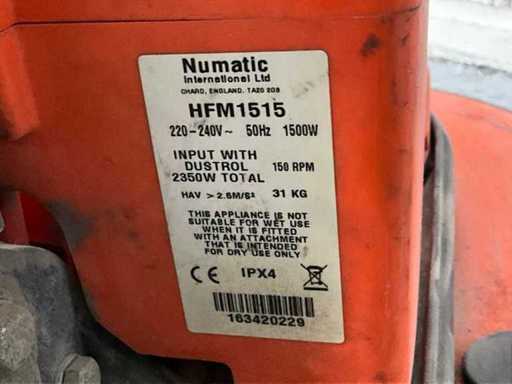 Numatic
International Ltd
CHARD, ENGLAND. TA20 2GB
HFM1515
220-240V~ 50Hz 1500W
INPUT WITH
DUSTROL 150 RPM
2350W TOTAL
HAV > 2.5M/S² 31 KG
THIS APPLIANCE IS NOT
SUITABLE FOR WET USE
WHEN IT IS FITTED
WITH AN ATTACHMENT
THAT IS INTENDED
FOR DRY USE ONLY
CE IPX4
163420229